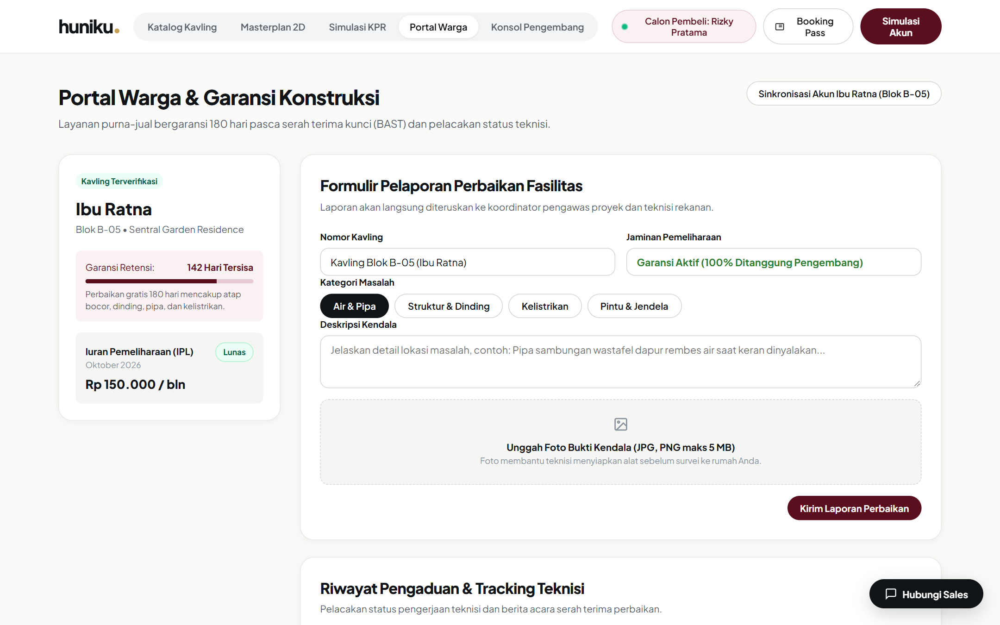 huniku.
Katalog Kavling
Masterplan 2D
Simulasi KPR
Portal Warga
Konsol Pengembang
Calon Pembeli: Rizky
Pratama
Booking
Pass
Simulasi
Akun
Portal Warga & Garansi Konstruksi
Layanan purna-jual bergaransi 180 hari pasca serah terima kunci (BAST) dan pelacakan status teknisi.
Sinkronisasi Akun Ibu Ratna (Blok B-05)
Kavling Terverifikasi
Ibu Ratna
Blok B-05 • Sentral Garden Residence
Garansi Retensi:
142 Hari Tersisa
Perbaikan gratis 180 hari mencakup atap
bocor, dinding, pipa, dan kelistrikan.
Iuran Pemeliharaan (IPL)
Lunas
Oktober 2026
Rp 150.000 / bln
Formulir Pelaporan Perbaikan Fasilitas
Laporan akan langsung diteruskan ke koordinator pengawas proyek dan teknisi rekanan.
Nomor Kavling
Jaminan Pemeliharaan
Kavling Blok B-05 (Ibu Ratna)
Garansi Aktif (100% Ditanggung Pengembang)
Kategori Masalah
Air & Pipa
Struktur & Dinding
Kelistrikan
Pintu & Jendela
Deskripsi Kendala
Jelaskan detail lokasi masalah, contoh: Pipa sambungan wastafel dapur rembes air saat keran dinyalakan...
Unggah Foto Bukti Kendala (JPG, PNG maks 5 MB)
Foto membantu teknisi menyiapkan alat sebelum survei ke rumah Anda.
Kirim Laporan Perbaikan
Riwayat Pengaduan & Tracking Teknisi
Pelacakan status pengerjaan teknisi dan berita acara serah terima perbaikan.
Hubungi Sales